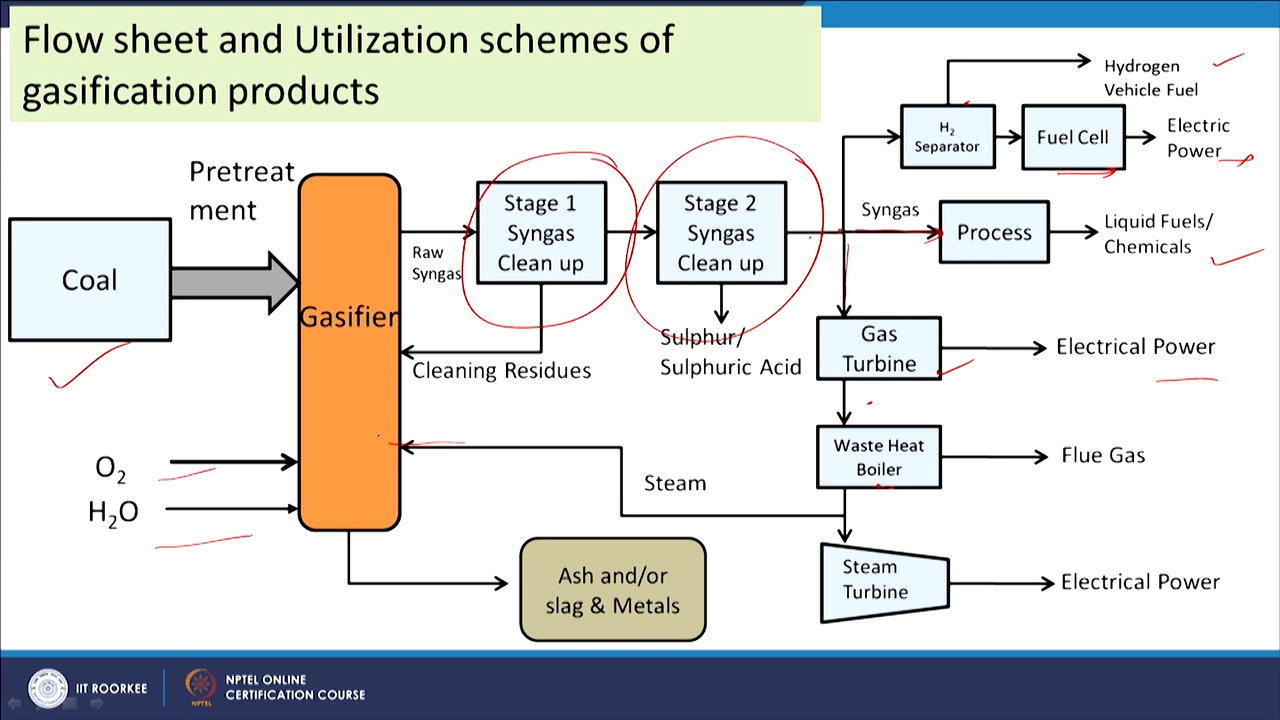 Flow sheet and Utilization schemes of
gasification products
Pretreat
ment
Coal
Gasifier
O2
H2O
Raw
Syngas
Stage 1
Syngas
Clean up
Stage 2
Syngas
Clean up
Cleaning Residues
Sulphur/
Sulphuric Acid
Steam
Ash and/or
slag & Metals
H2
Separator
Fuel Cell
Hydrogen
Vehicle Fuel
Electric
Power
Syngas
Process
Liquid Fuels/
Chemicals
Gas
Turbine
Electrical Power
Waste Heat
Boiler
Flue Gas
Steam
Turbine
Electrical Power
IIT ROORKEE
NPTEL
NPTEL ONLINE
CERTIFICATION COURSE